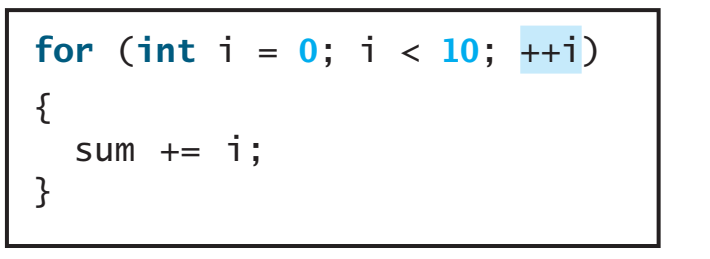 for (int i = 0; i < 10; ++i)
{
  sum += i;
}